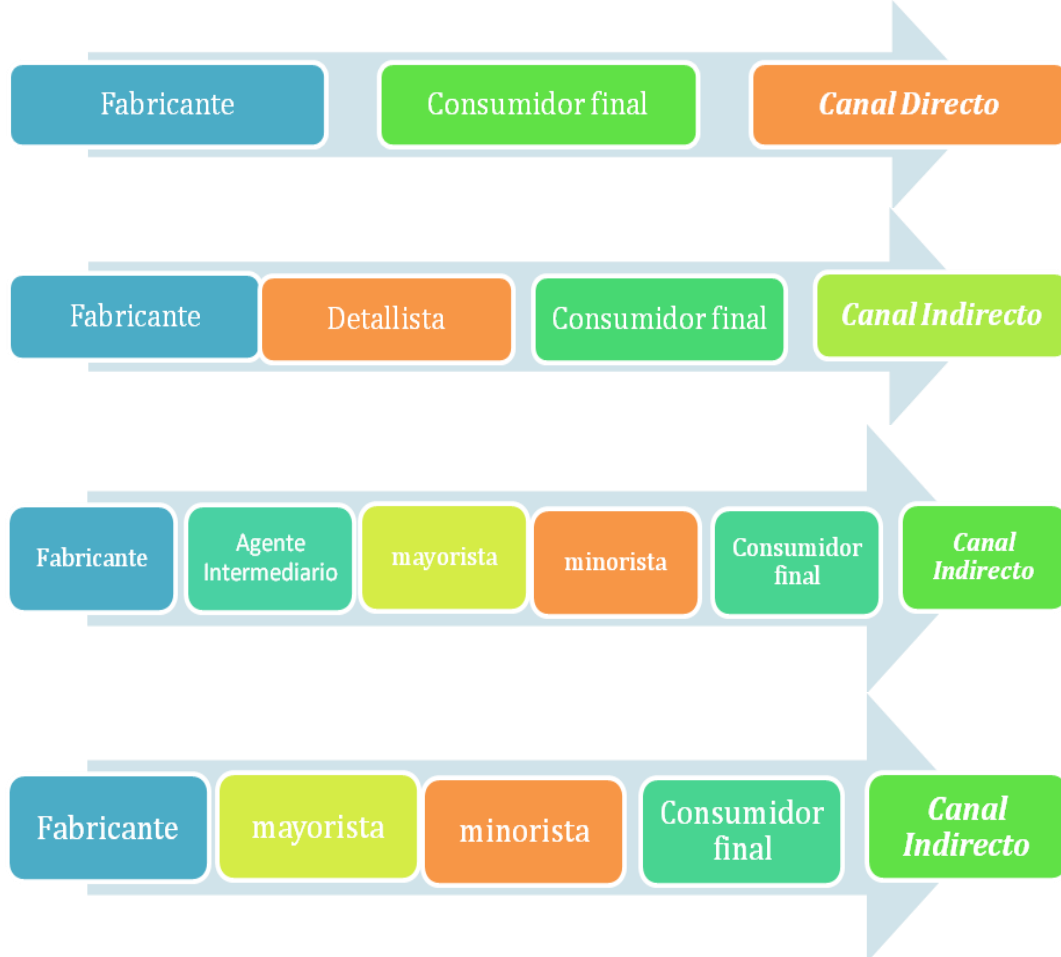 Fabricante
Consumidor final
Canal Directo
Fabricante
Detallista
Consumidor final
Canal Indirecto
Fabricante
Agente
Intermediario
mayorista
minorista
Consumidor
final
Canal
Indirecto
Fabricante
mayorista
minorista
Consumidor
final
Canal
Indirecto